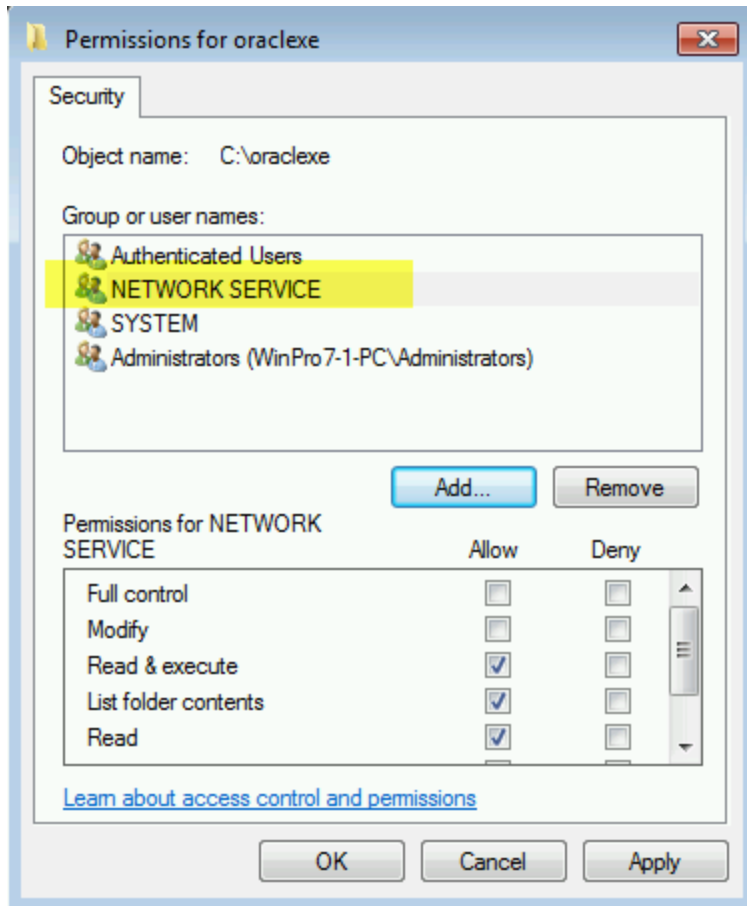 Permissions for oraclexe
Security
Object name: C:\oraclexe
Group or user names:
Authenticated Users
NETWORK SERVICE
SYSTEM
Administrators (WinPro7-1-PC\Administrators)
Add... Remove
Permissions for NETWORK
SERVICE Allow Deny
Full control
Modify
Read & execute
List folder contents
Read
Learn about access control and permissions
OK Cancel Apply